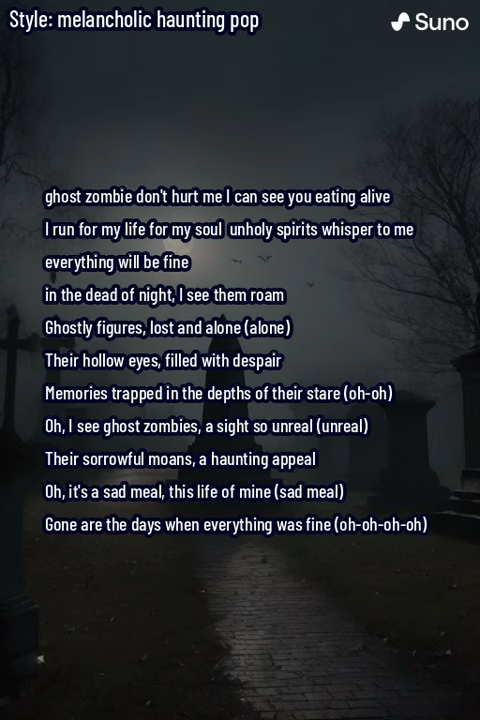 Style: melancholic haunting pop
Suno
ghost zombie don't hurt me I can see you eating alive
I run for my life for my soul unholy spirits whisper to me
everything will be fine
in the dead of night, I see them roam
Ghostly figures, lost and alone (alone)
Their hollow eyes, filled with despair
Memories trapped in the depths of their stare (oh-oh)
Oh, I see ghost zombies, a sight so unreal (unreal)
Their sorrowful moans, a haunting appeal
Oh, it's a sad meal, this life of mine (sad meal)
Gone are the days when everything was fine (oh-oh-oh-oh)